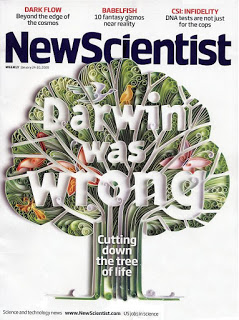 DARK FLOW
Beyond the edge of
the cosmos
BABELFISH
10 fantasy gizmos
near reality
CSI: INFIDELITY
DNA tests are not just
for the cops
NewScientist
WEEKLY January 24-30, 2009
Darwin
was
wrong
Cutting
down
the tree
of life
Science and technology news www.NewScientist.com US jobs in science